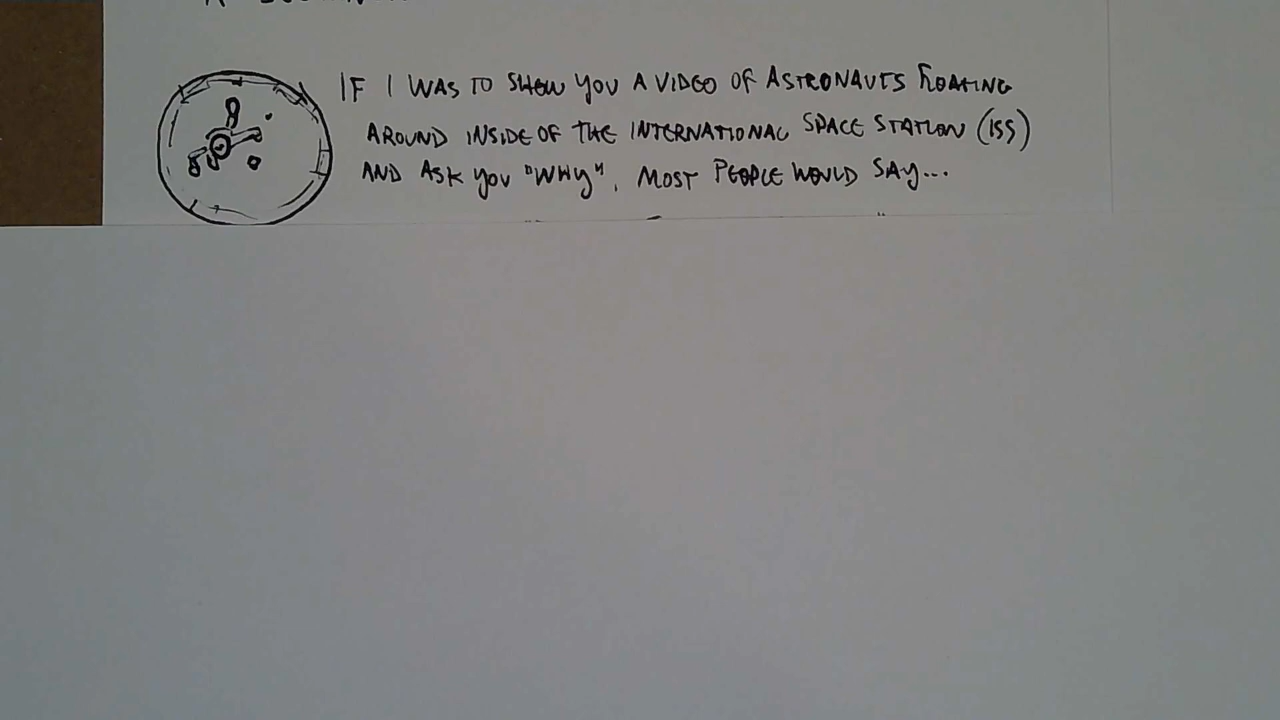 IF I WAS TO SHOW YOU A VIDEO OF ASTRONAUTS FLOATING
AROUND INSIDE OF THE INTERNATIONAL SPACE STATION (ISS)
AND ASK YOU "WHY", MOST PEOPLE WOULD SAY...